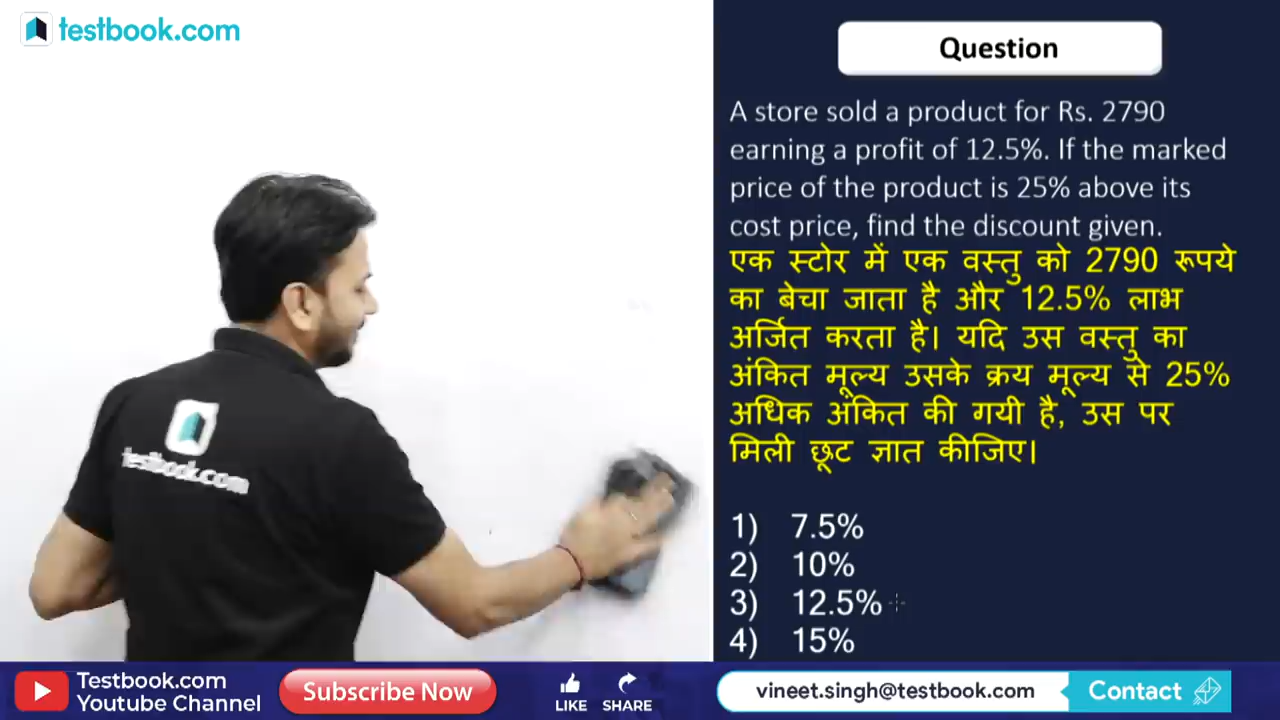 testbook.com
Question
A store sold a product for Rs. 2790
earning a profit of 12.5%. If the marked
price of the product is 25% above its
cost price, find the discount given.
एक स्टोर में एक वस्तु को 2790 रूपये
का बेचा जाता है और 12.5% लाभ
अर्जित करता है। यदि उस वस्तु का
अंकित मूल्य उसके क्रय मूल्य से 25%
अधिक अंकित की गयी है, उस पर
मिली छूट ज्ञात कीजिए।
1) 7.5%
2) 10%
3) 12.5%
4) 15%
testbook.com
Testbook.com
Youtube Channel
Subscribe Now
LIKE
SHARE
vineet.singh@testbook.com
Contact